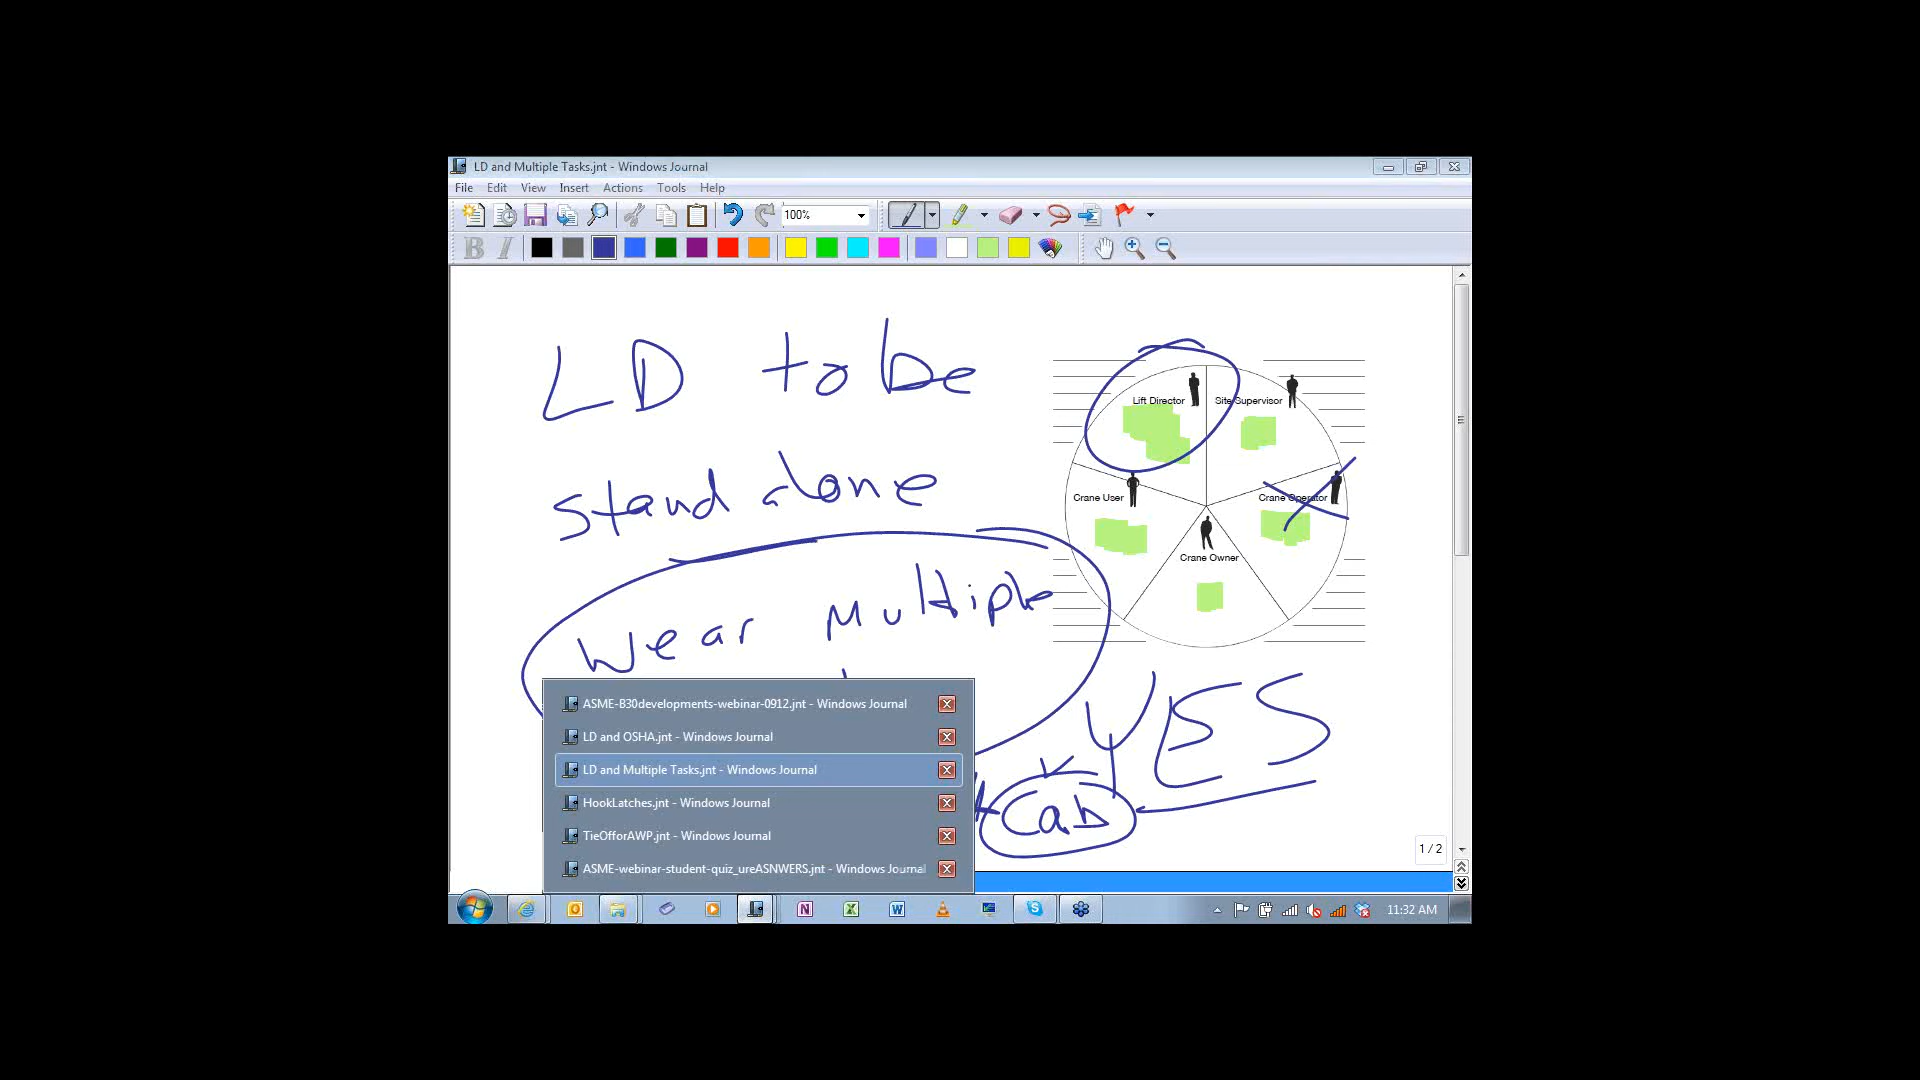 LD and Multiple Tasks.jnt - Windows Journal
File Edit View Insert Actions Tools Help
100%
B I
LD to be
stand alone
Wear Multiple
Lift Director
Site Supervisor
Crane User
Crane Operator
Crane Owner
YES
Cab
ASME-B30developments-webinar-0912.jnt - Windows Journal
LD and OSHA.jnt - Windows Journal
LD and Multiple Tasks.jnt - Windows Journal
HookLatches.jnt - Windows Journal
TieOfforAWP.jnt - Windows Journal
ASME-webinar-student-quiz_ureASNWERS.jnt - Windows Journal
1 / 2
11:32 AM